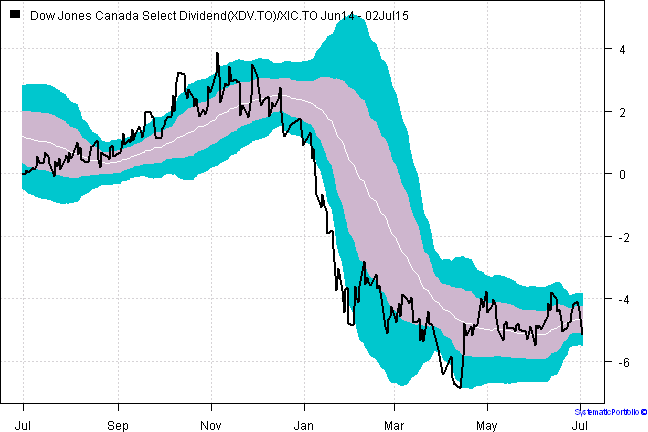 Dow Jones Canada Select Dividend(XDV.TO)/XIC.TO Jun14 - 02Jul15
4
2
0
-2
-4
-6
Jul Sep Nov Jan Mar May Jul
SystematicPortfolio ©